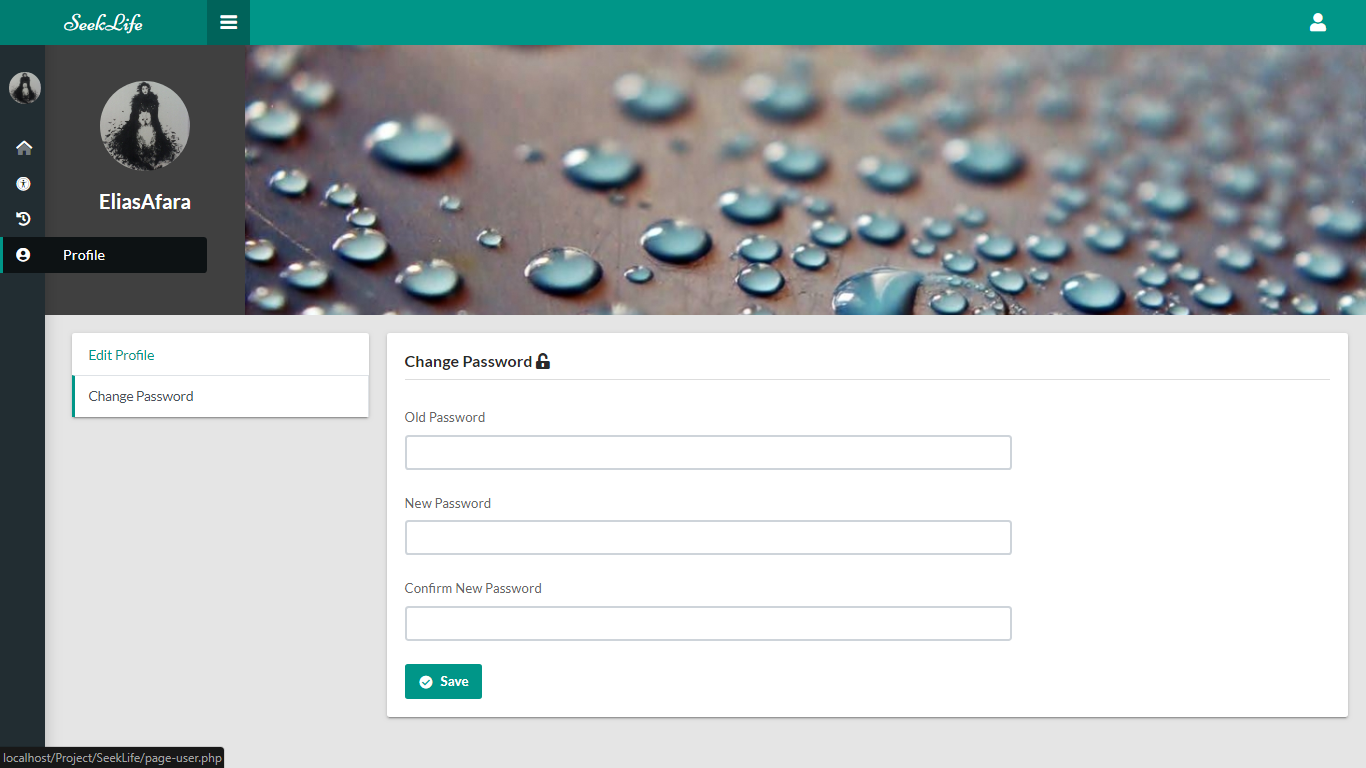 SeekLife
EliasAfara
Profile
Edit Profile
Change Password
Change Password
Old Password
New Password
Confirm New Password
Save
localhost/Project/SeekLife/page-user.php